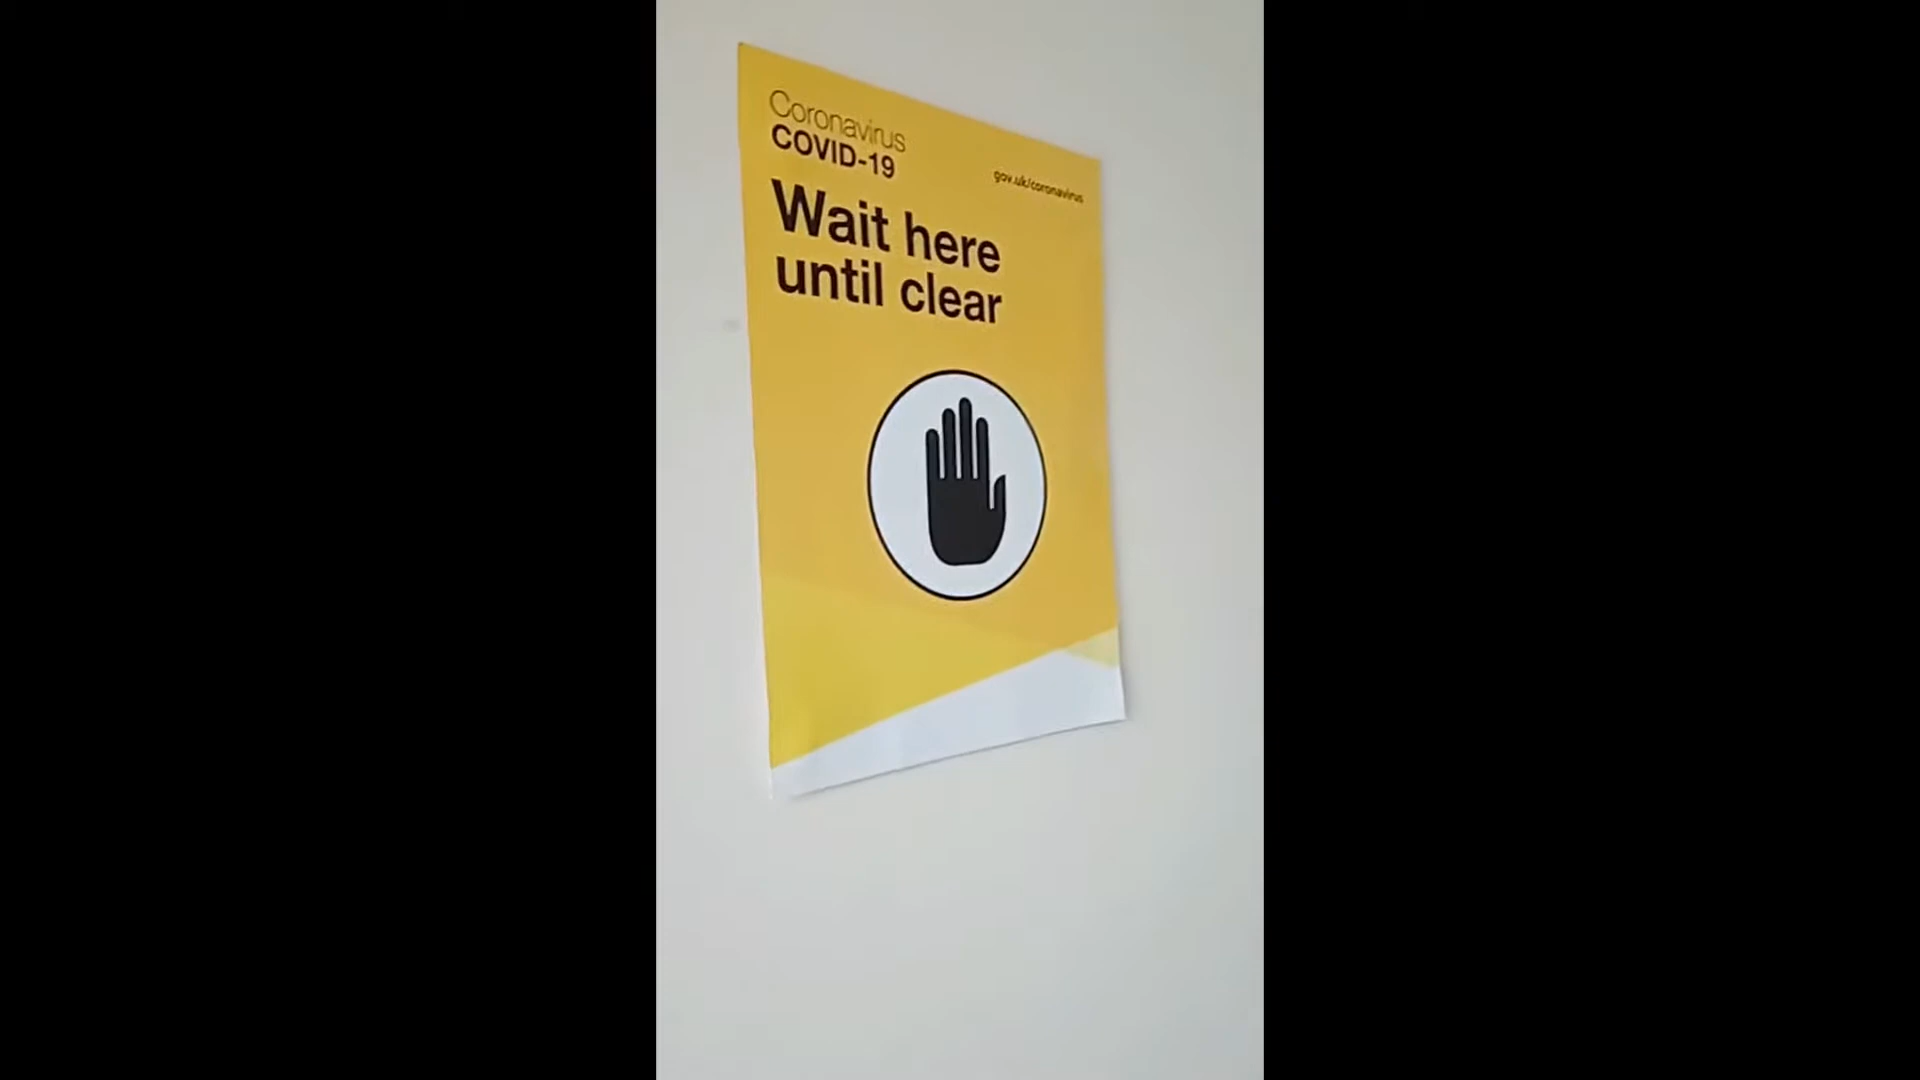 Coronavirus
COVID-19
gov.uk/coronavirus
Wait here
until clear